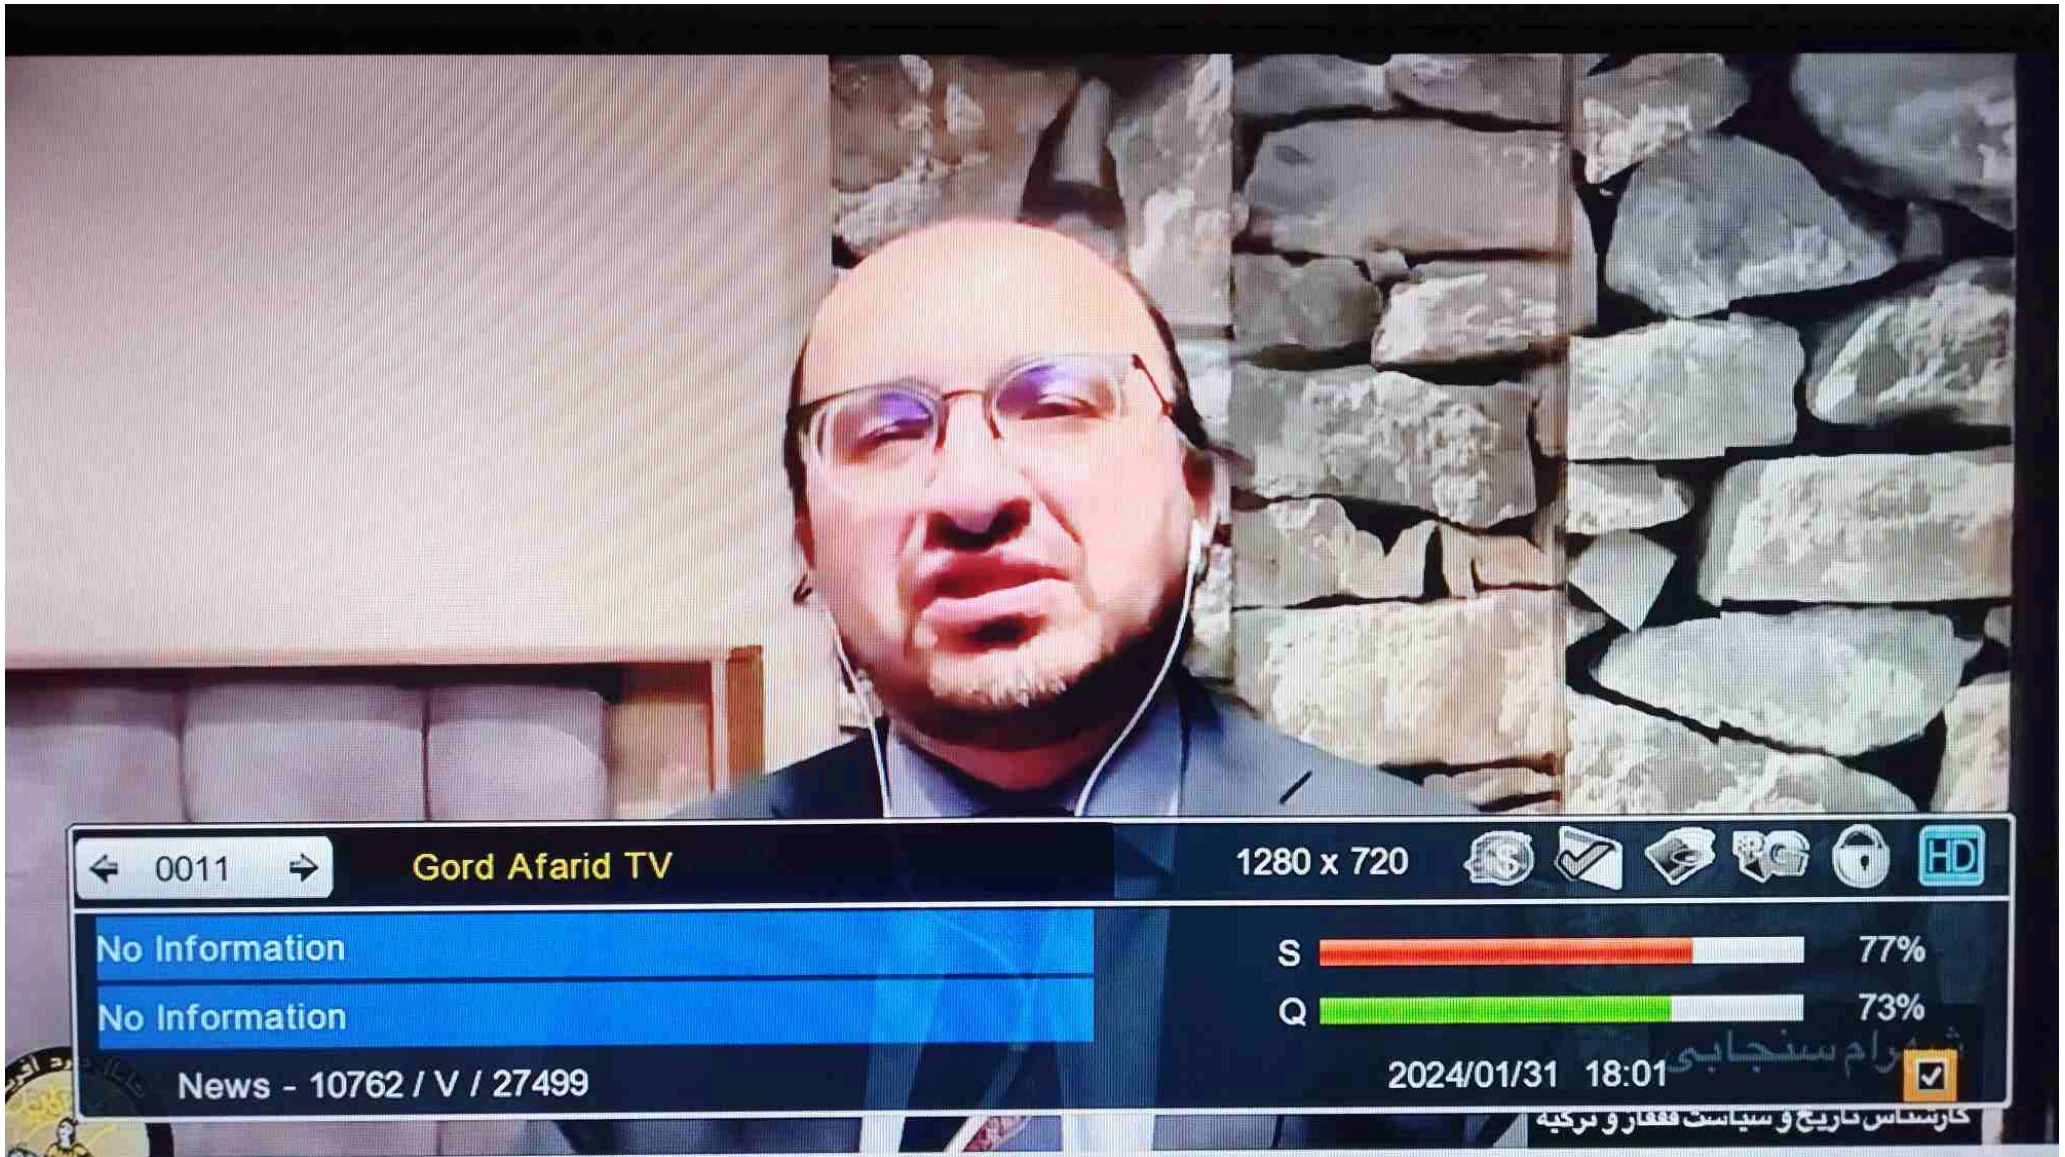 0011
Gord Afarid TV
1280 x 720
HD
No Information
S 77%
No Information
Q 73%
شهرام سنجابی
News - 10762 / V / 27499
2024/01/31 18:01
کارشناس تاریخ و سیاست قفقاز و ترکیه